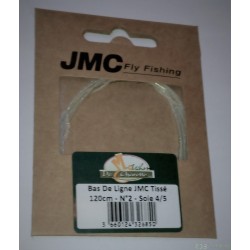 JMC Fly Fishing
Bas De Ligne JMC Tissé
120cm - N°2 - Soie 4/5